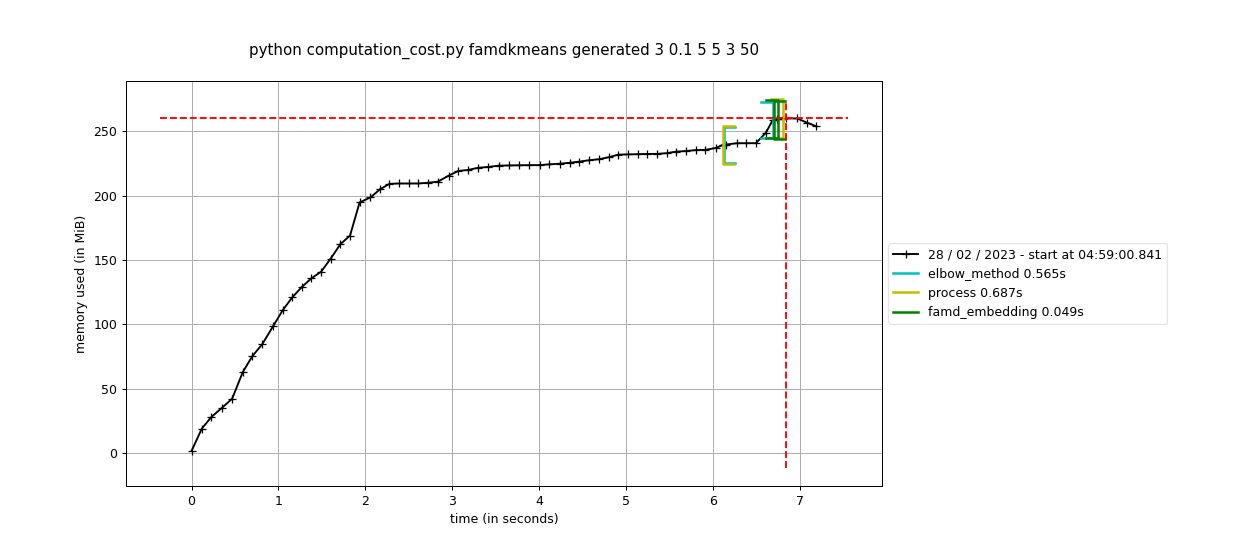 python computation_cost.py famdkmeans generated 3 0.1 5 5 3 50
memory used (in MiB)
250
200
150
100
50
0
0 1 2 3 4 5 6 7
time (in seconds)
28 / 02 / 2023 - start at 04:59:00.841
elbow_method 0.565s
process 0.687s
famd_embedding 0.049s